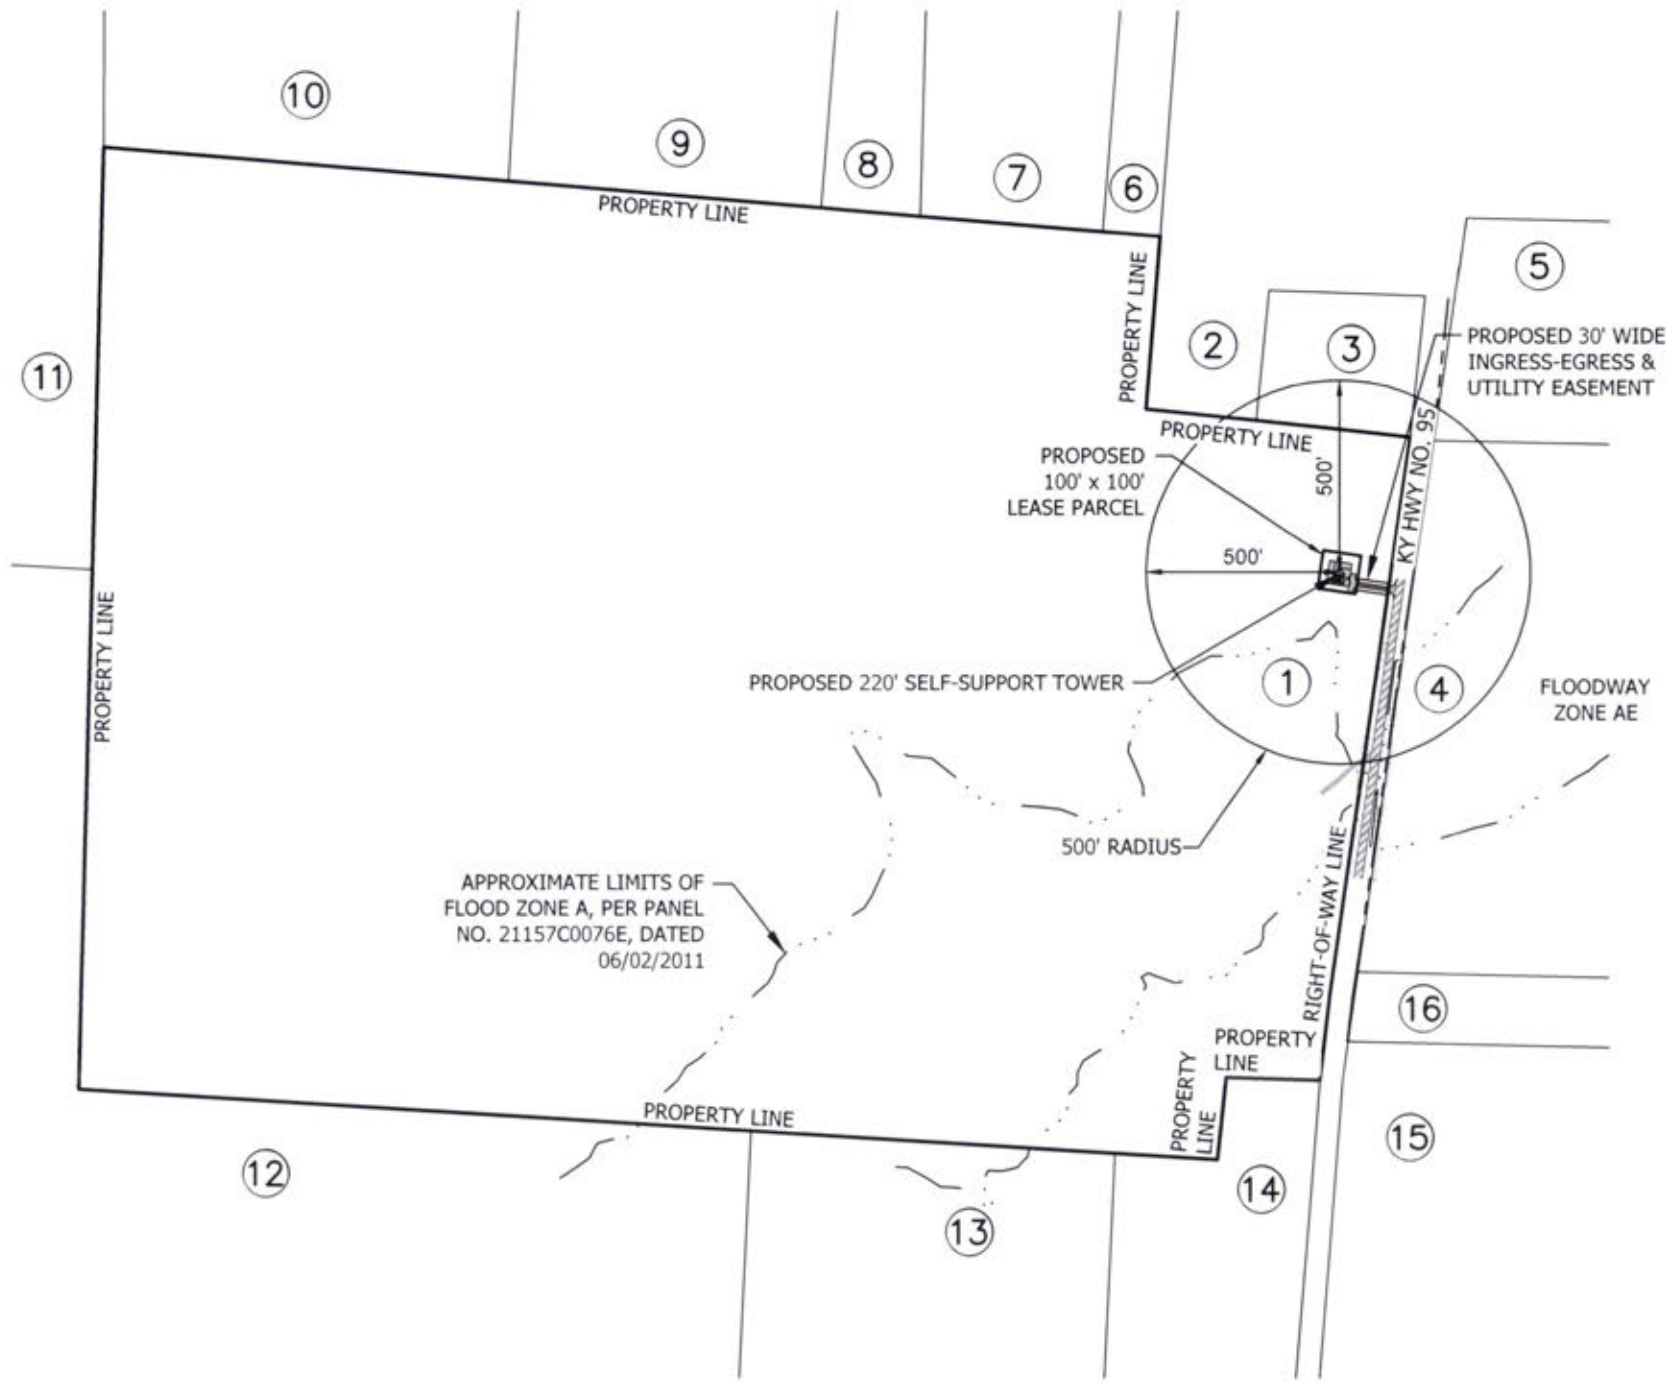 10
9
8
7
6
PROPERTY LINE
PROPERTY LINE
5
2
3
PROPOSED 30' WIDE
INGRESS-EGRESS &
UTILITY EASEMENT
11
PROPERTY LINE
KY HWY NO. 95
PROPOSED
100' x 100'
LEASE PARCEL
500'
500'
PROPERTY LINE
PROPOSED 220' SELF-SUPPORT TOWER
1
4
FLOODWAY
ZONE AE
500' RADIUS
APPROXIMATE LIMITS OF
FLOOD ZONE A, PER PANEL
NO. 21157C0076E, DATED
06/02/2011
RIGHT-OF-WAY LINE
16
PROPERTY
LINE
PROPERTY
LINE
PROPERTY LINE
15
12
14
13